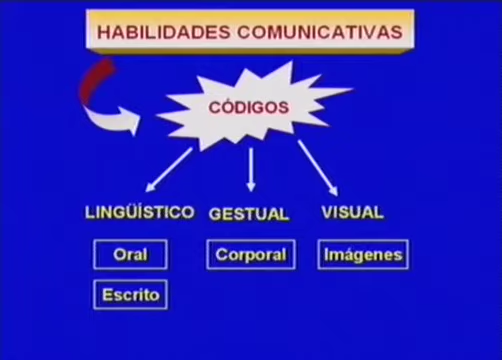 HABILIDADES COMUNICATIVAS
CÓDIGOS
LINGÜÍSTICO GESTUAL VISUAL
Oral Corporal Imágenes
Escrito